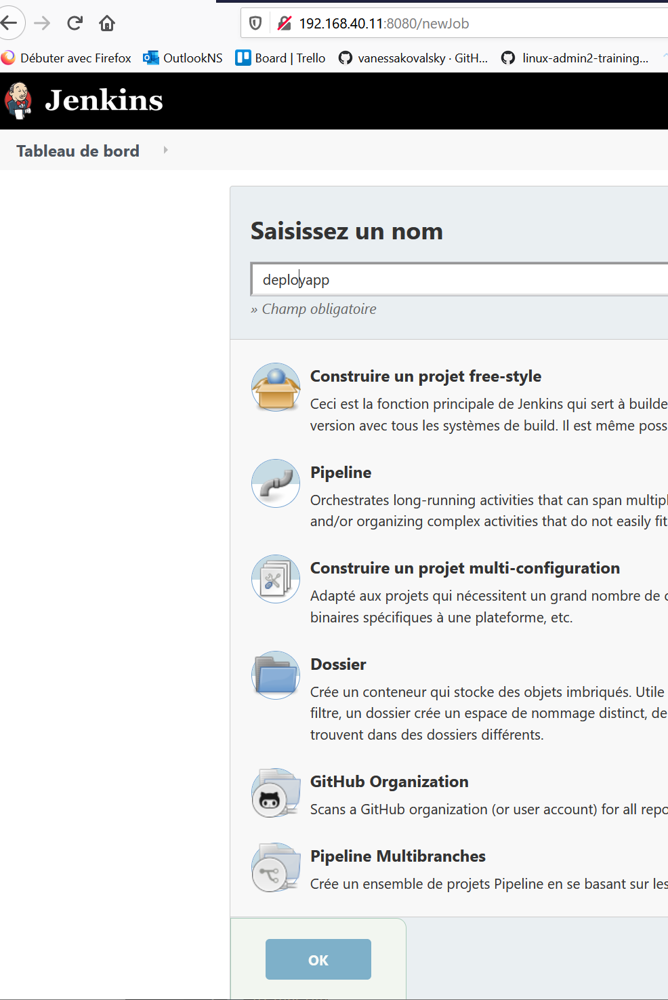 192.168.40.11:8080/newJob
Débuter avec Firefox OutlookNS Board | Trello vanessakovalsky · GitH... linux-admin2-training...
Jenkins
Tableau de bord
Saisissez un nom
deployapp
» Champ obligatoire
Construire un projet free-style
Ceci est la fonction principale de Jenkins qui sert à builde
version avec tous les systèmes de build. Il est même poss
Pipeline
Orchestrates long-running activities that can span multipl
and/or organizing complex activities that do not easily fit
Construire un projet multi-configuration
Adapté aux projets qui nécessitent un grand nombre de c
binaires spécifiques à une plateforme, etc.
Dossier
Crée un conteneur qui stocke des objets imbriqués. Utile
filtre, un dossier crée un espace de nommage distinct, de
trouvent dans des dossiers différents.
GitHub Organization
Scans a GitHub organization (or user account) for all repo
Pipeline Multibranches
Crée un ensemble de projets Pipeline en se basant sur les
OK